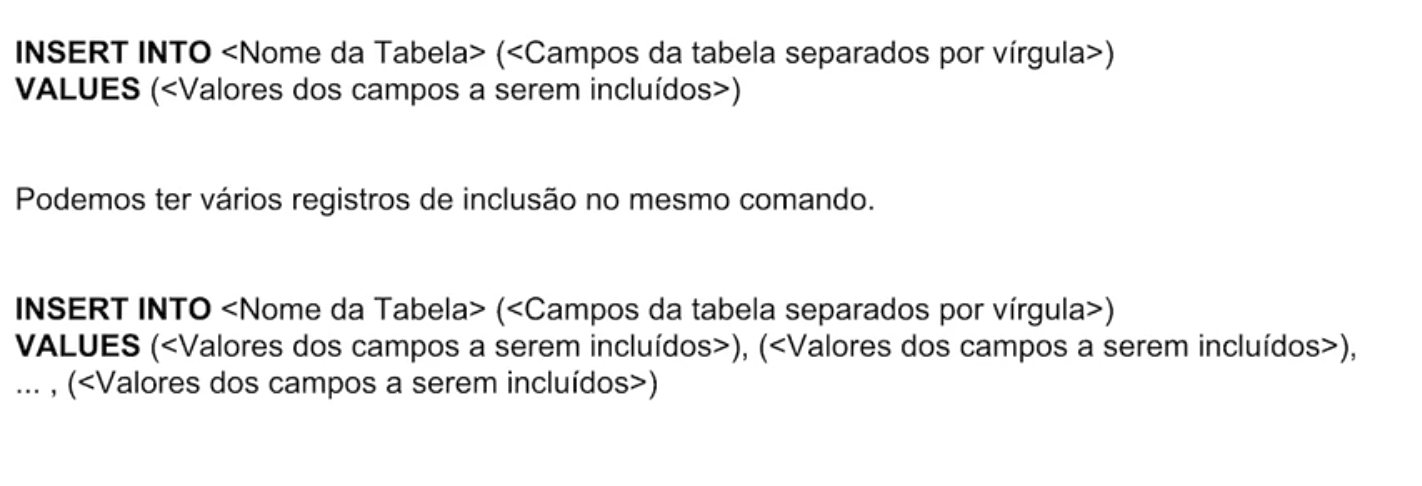 INSERT INTO <Nome da Tabela> (<Campos da tabela separados por vírgula>)
VALUES (<Valores dos campos a serem incluídos>)
Podemos ter vários registros de inclusão no mesmo comando.
INSERT INTO <Nome da Tabela> (<Campos da tabela separados por vírgula>)
VALUES (<Valores dos campos a serem incluídos>), (<Valores dos campos a serem incluídos>),
... , (<Valores dos campos a serem incluídos>)